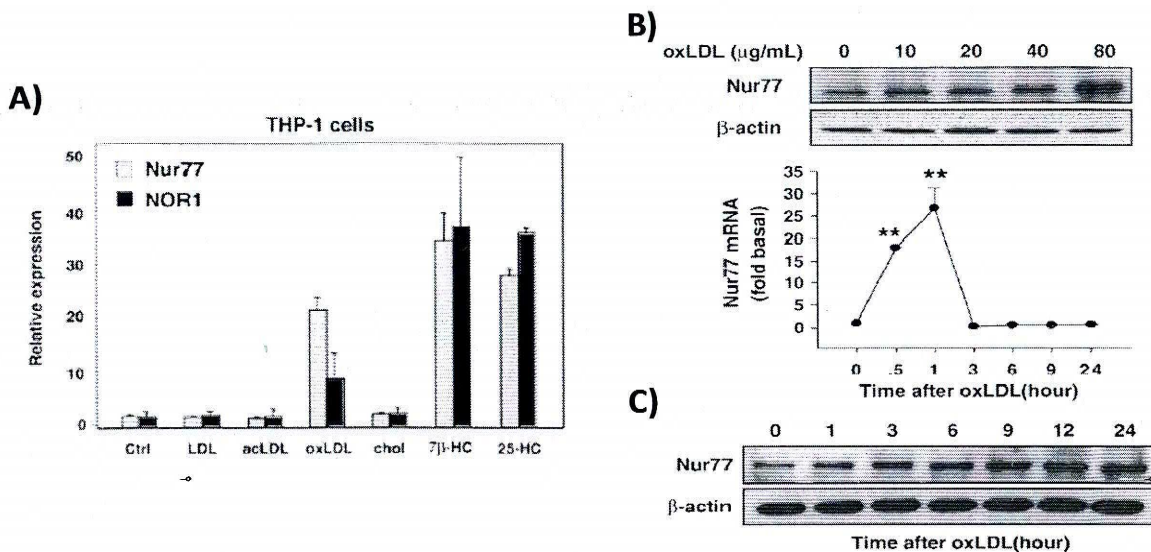 A)
THP-1 cells
Nur77
NOR1
Relative expression
50
40
30
20
10
0
Ctrl LDL acLDL oxLDL chol 7β-HC 25-HC
B)
oxLDL (µg/mL) 0 10 20 40 80
Nur77
β-actin
Nur77 mRNA
(fold basal)
35
30
25
20
15
10
5
0
**
**
0 .5 1 3 6 9 24
Time after oxLDL(hour)
C)
0 1 3 6 9 12 24
Nur77
β-actin
Time after oxLDL(hour)